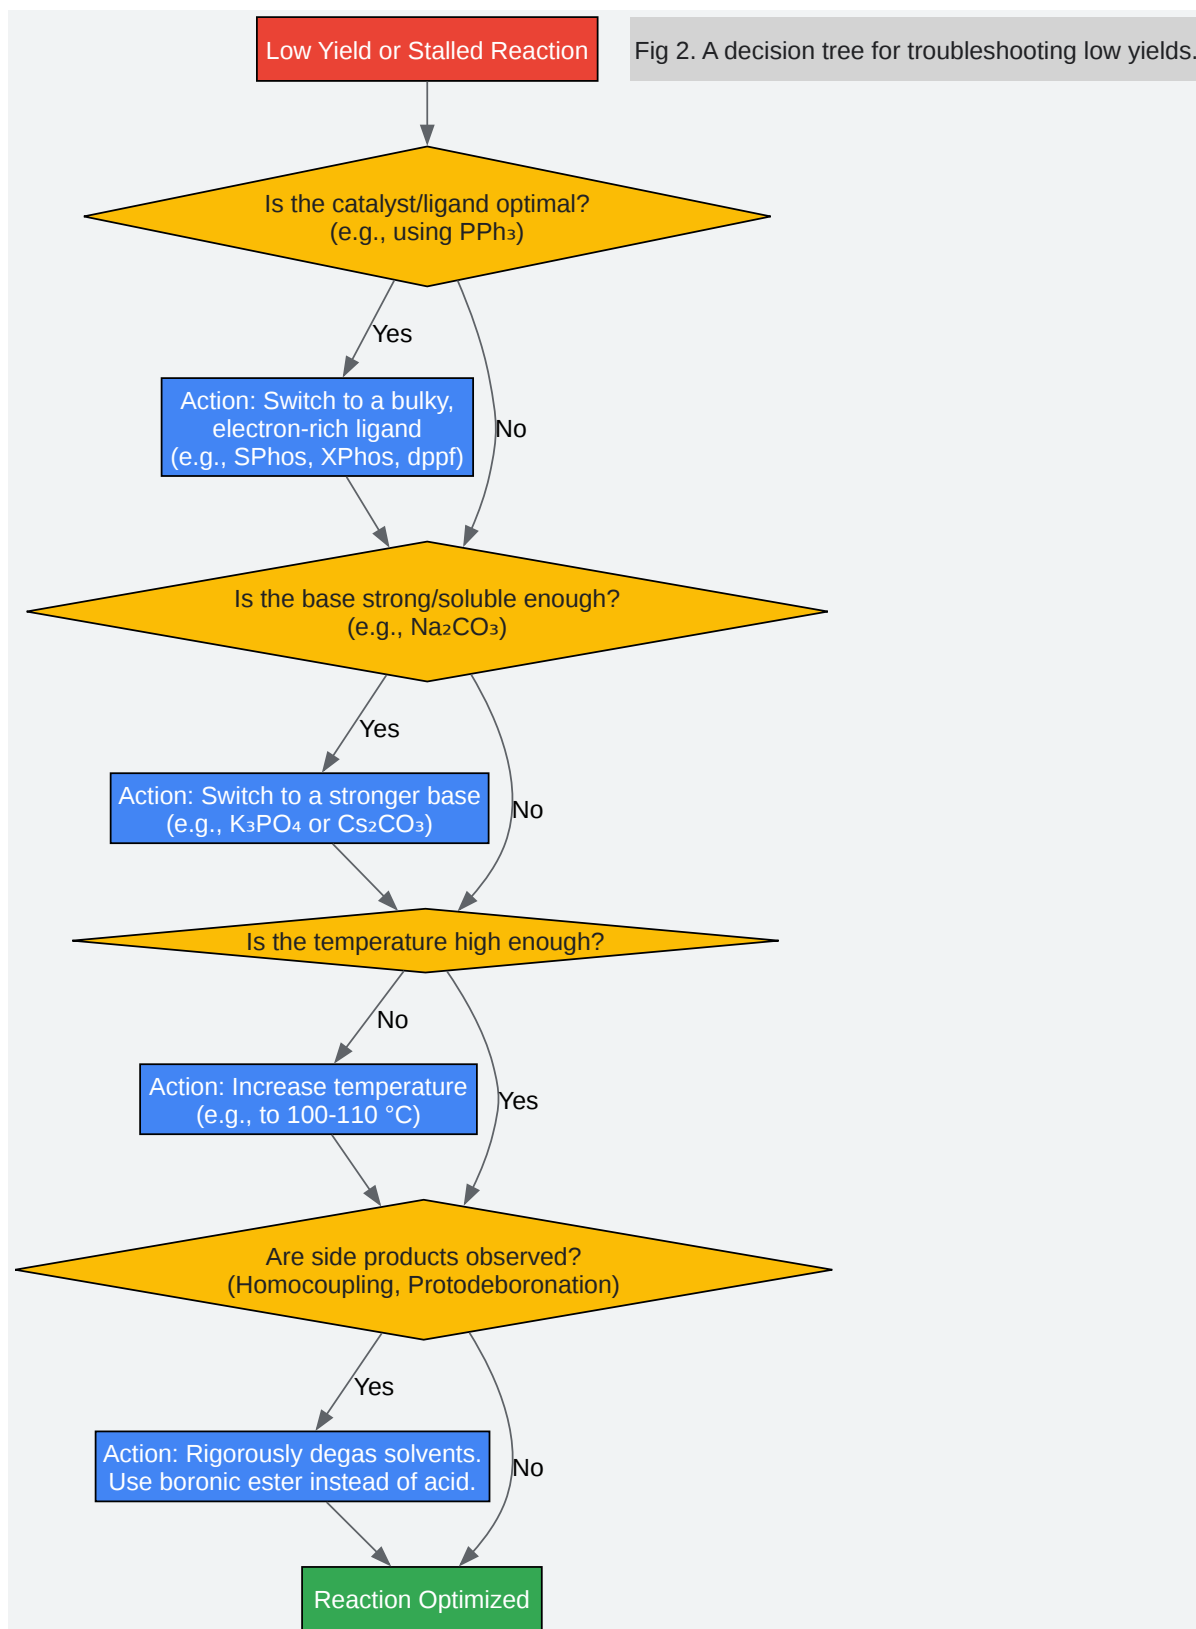 Low Yield or Stalled Reaction
Fig 2. A decision tree for troubleshooting low yields.
Is the catalyst/ligand optimal?
(e.g., using PPh₃)
Yes
Action: Switch to a bulky,
electron-rich ligand
(e.g., SPhos, XPhos, dppf)
No
Is the base strong/soluble enough?
(e.g., Na₂CO₃)
Yes
Action: Switch to a stronger base
(e.g., K₃PO₄ or Cs₂CO₃)
No
Is the temperature high enough?
No
Action: Increase temperature
(e.g., to 100-110 °C)
Yes
Are side products observed?
(Homocoupling, Protodeboronation)
Yes
Action: Rigorously degas solvents.
Use boronic ester instead of acid.
No
Reaction Optimized